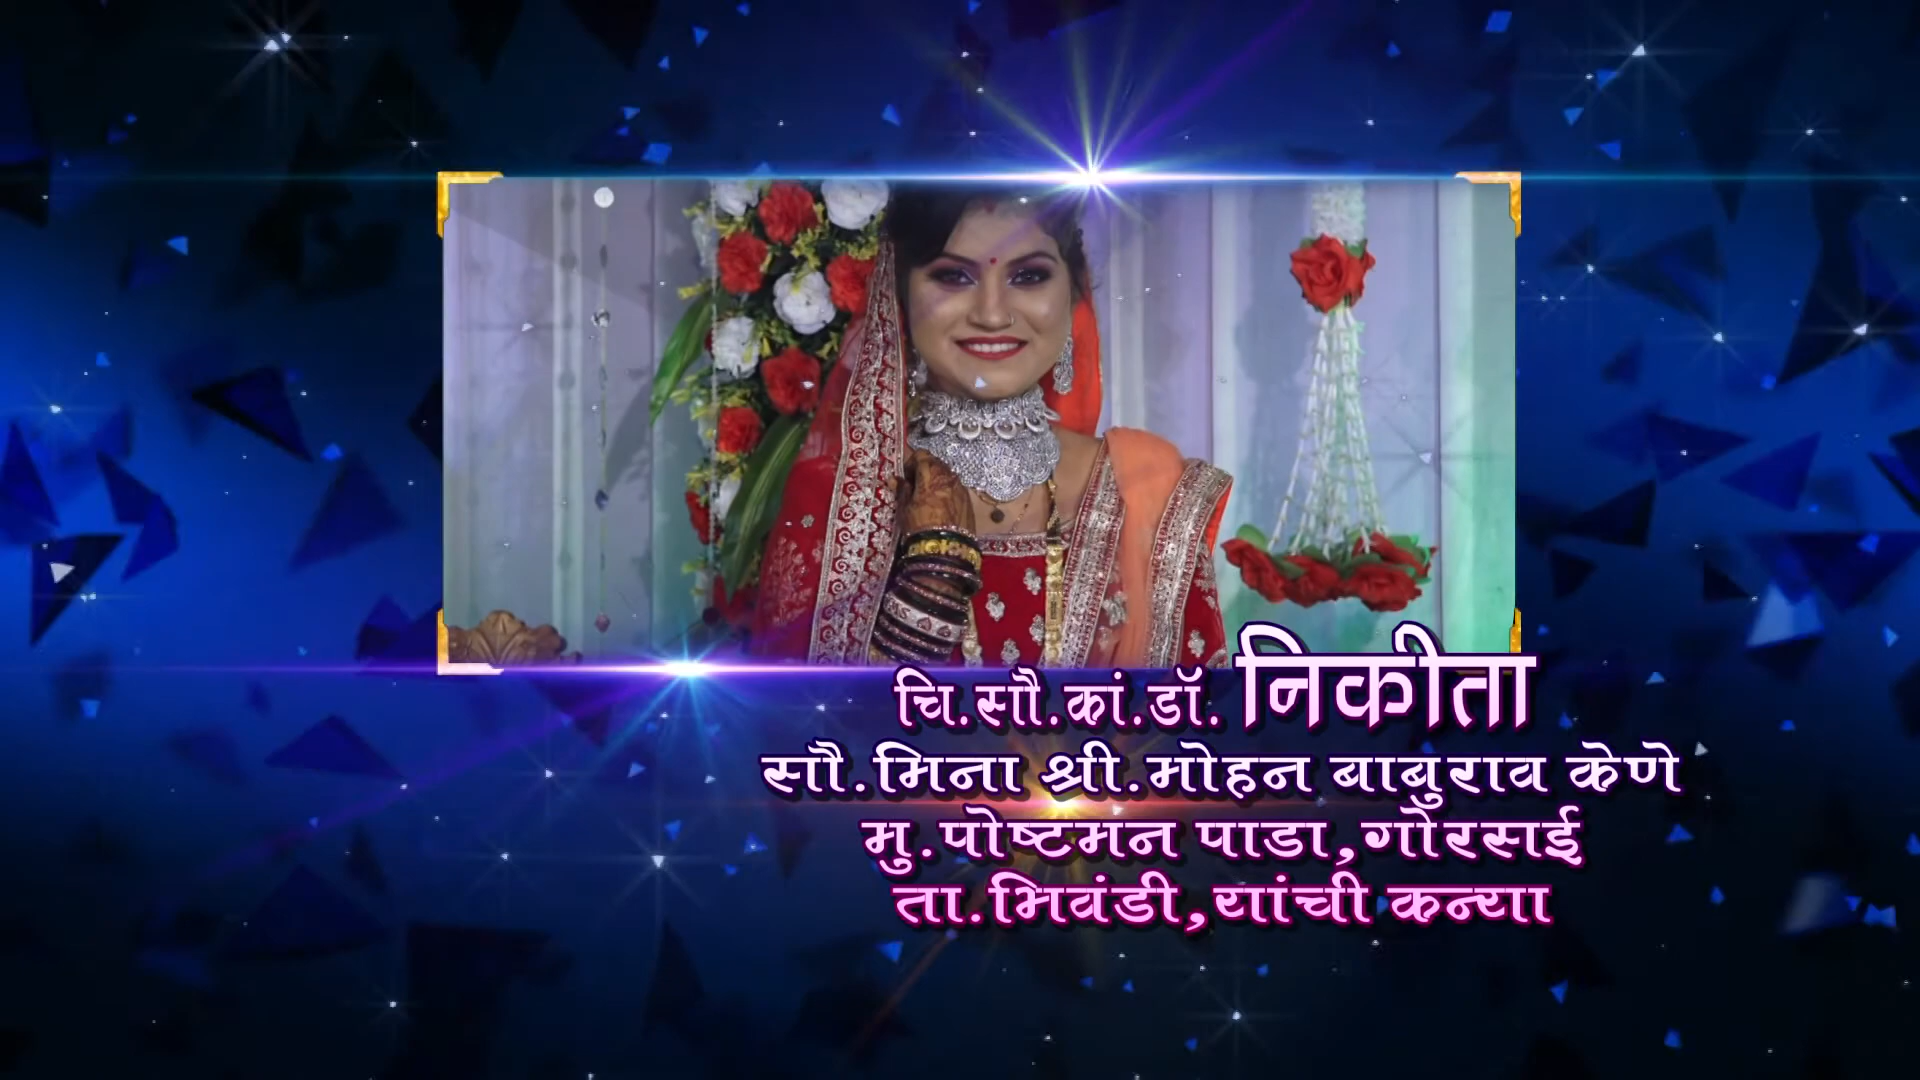 चि.सौ.कां.डॉ. निकीता
सौ.मिना श्री.मोहन बाबुराव केणे
मु.पोष्टमन पाडा,गोरसई
ता.भिवंडी,यांची कन्या